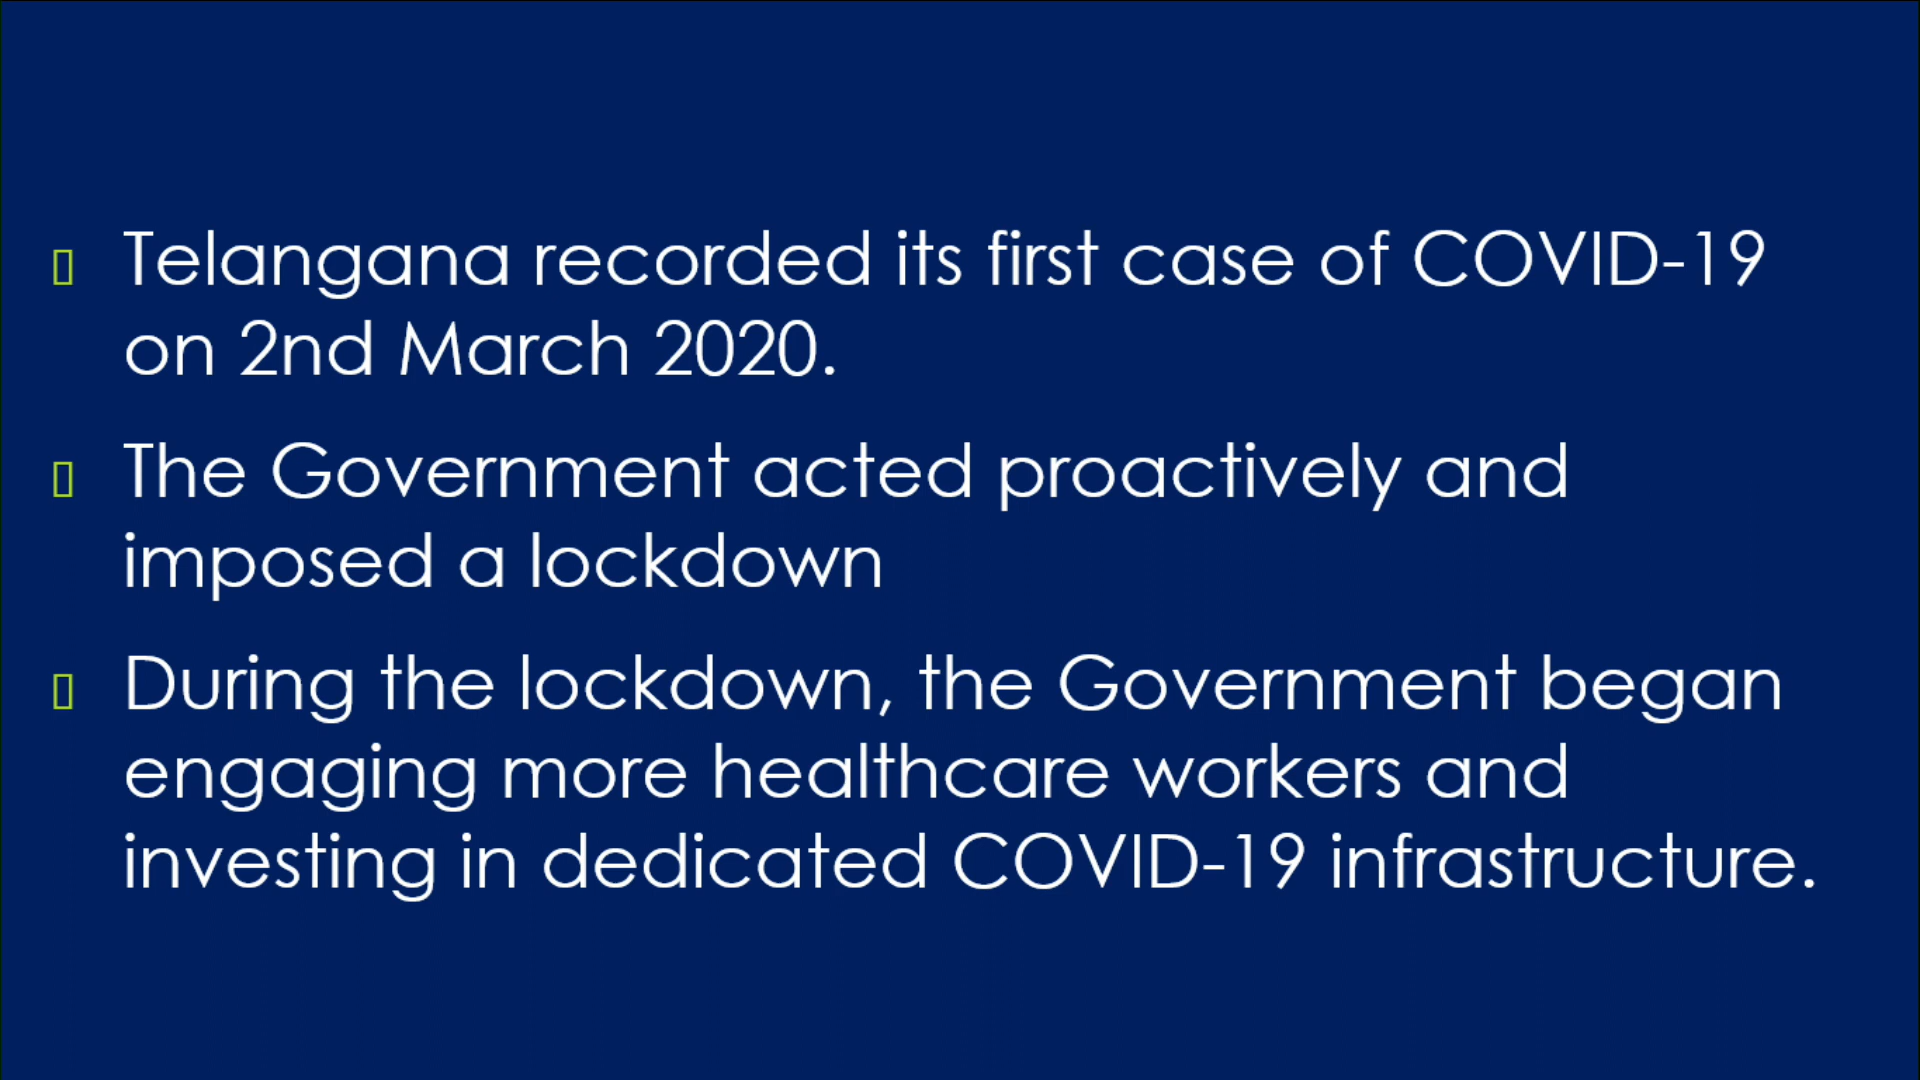 Telangana recorded its first case of COVID-19
on 2nd March 2020.
The Government acted proactively and
imposed a lockdown
During the lockdown, the Government began
engaging more healthcare workers and
investing in dedicated COVID-19 infrastructure.